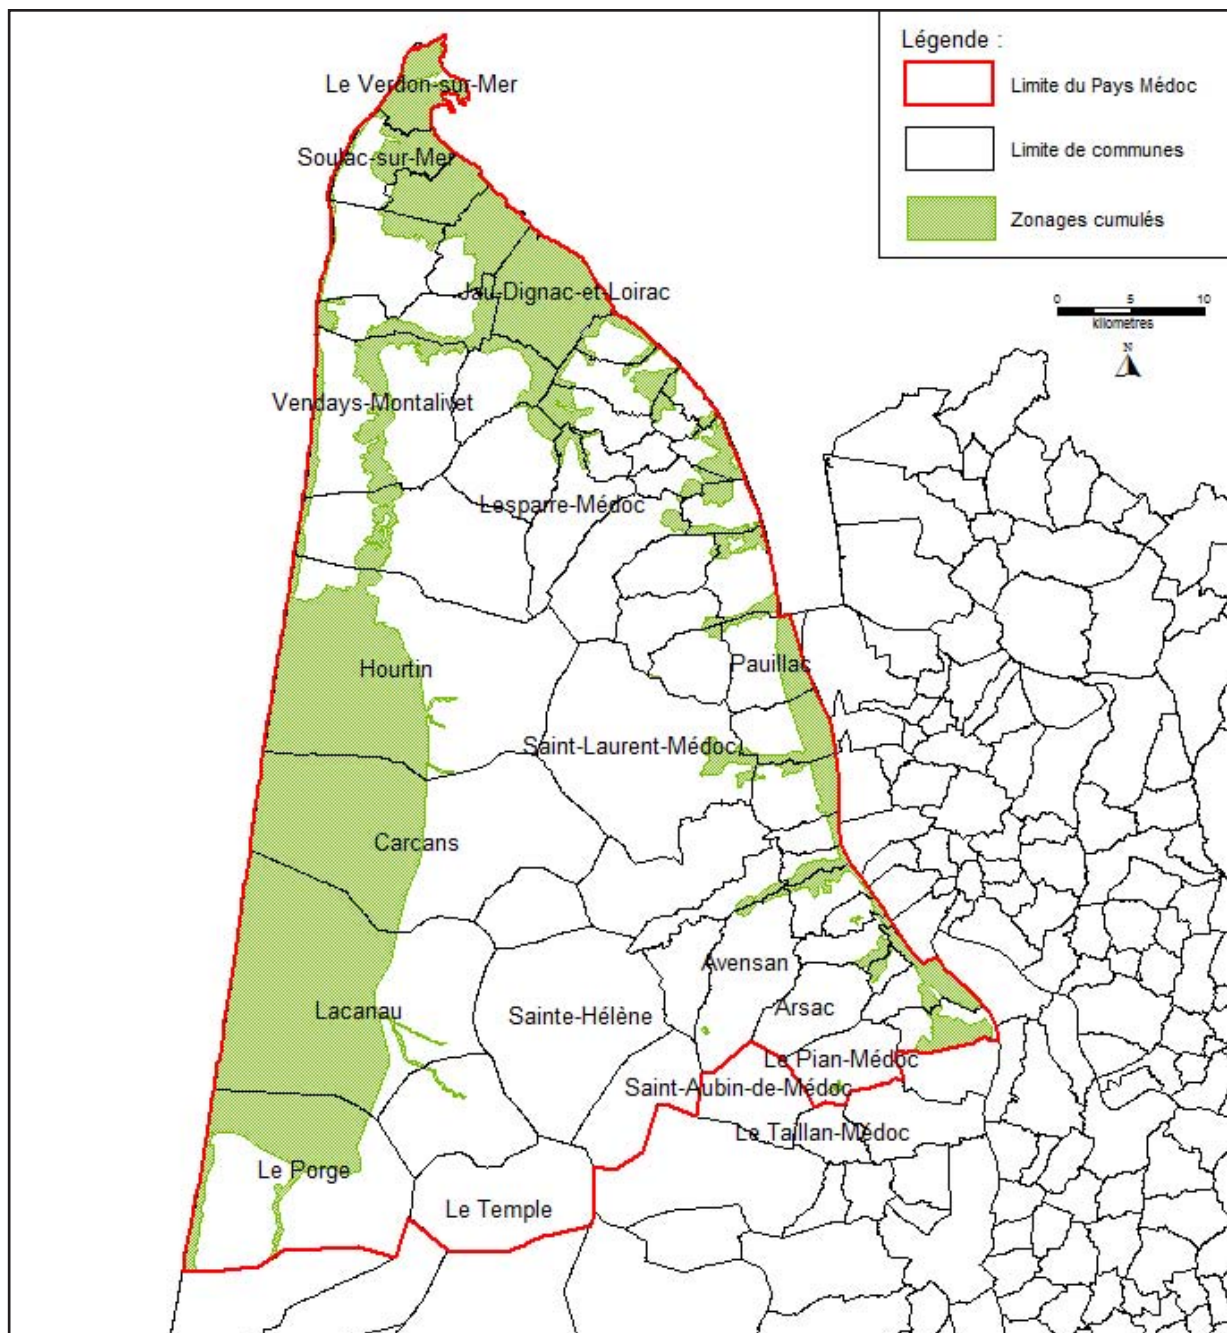 Légende :
Limite du Pays Médoc
Limite de communes
Zonages cumulés
0 5 10
kilometres
N
Le Verdon-sur-Mer
Soulac-sur-Mer
Jau-Dignac-et-Loirac
Vendays-Montalivet
Lesparre-Médoc
Hourtin
Pauillac
Saint-Laurent-Médoc
Carcans
Avensan
Lacanau
Sainte-Hélène
Arsac
Le Pian-Médoc
Saint-Aubin-de-Médoc
Le Taillan-Médoc
Le Porge
Le Temple